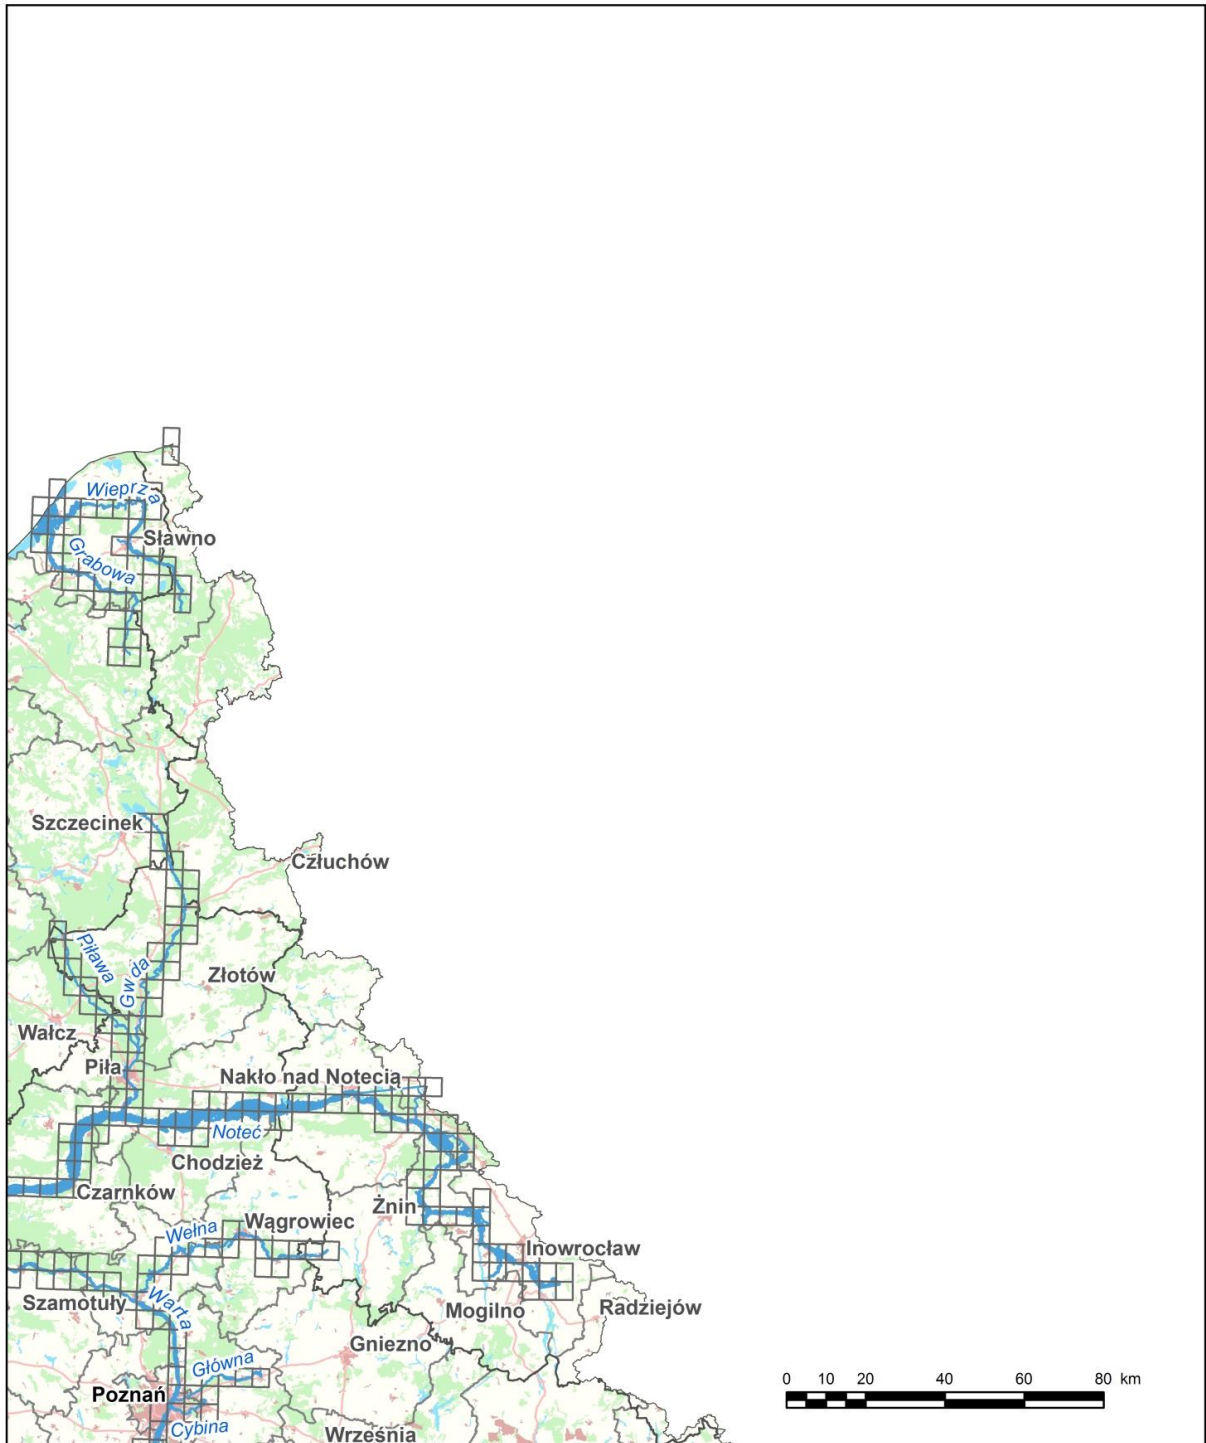 Wieprza
Sławno
Grabowa
Szczecinek
Człuchów
Piława
Gwda
Złotów
Wałcz
Piła
Nakło nad Notecią
Noteć
Chodzież
Czarnków
Żnin
Wełna
Wągrowiec
Inowrocław
Szamotuły
Warta
Mogilno
Radziejów
Gniezno
Główna
Poznań
Cybina
Września
0 10 20 40 60 80 km